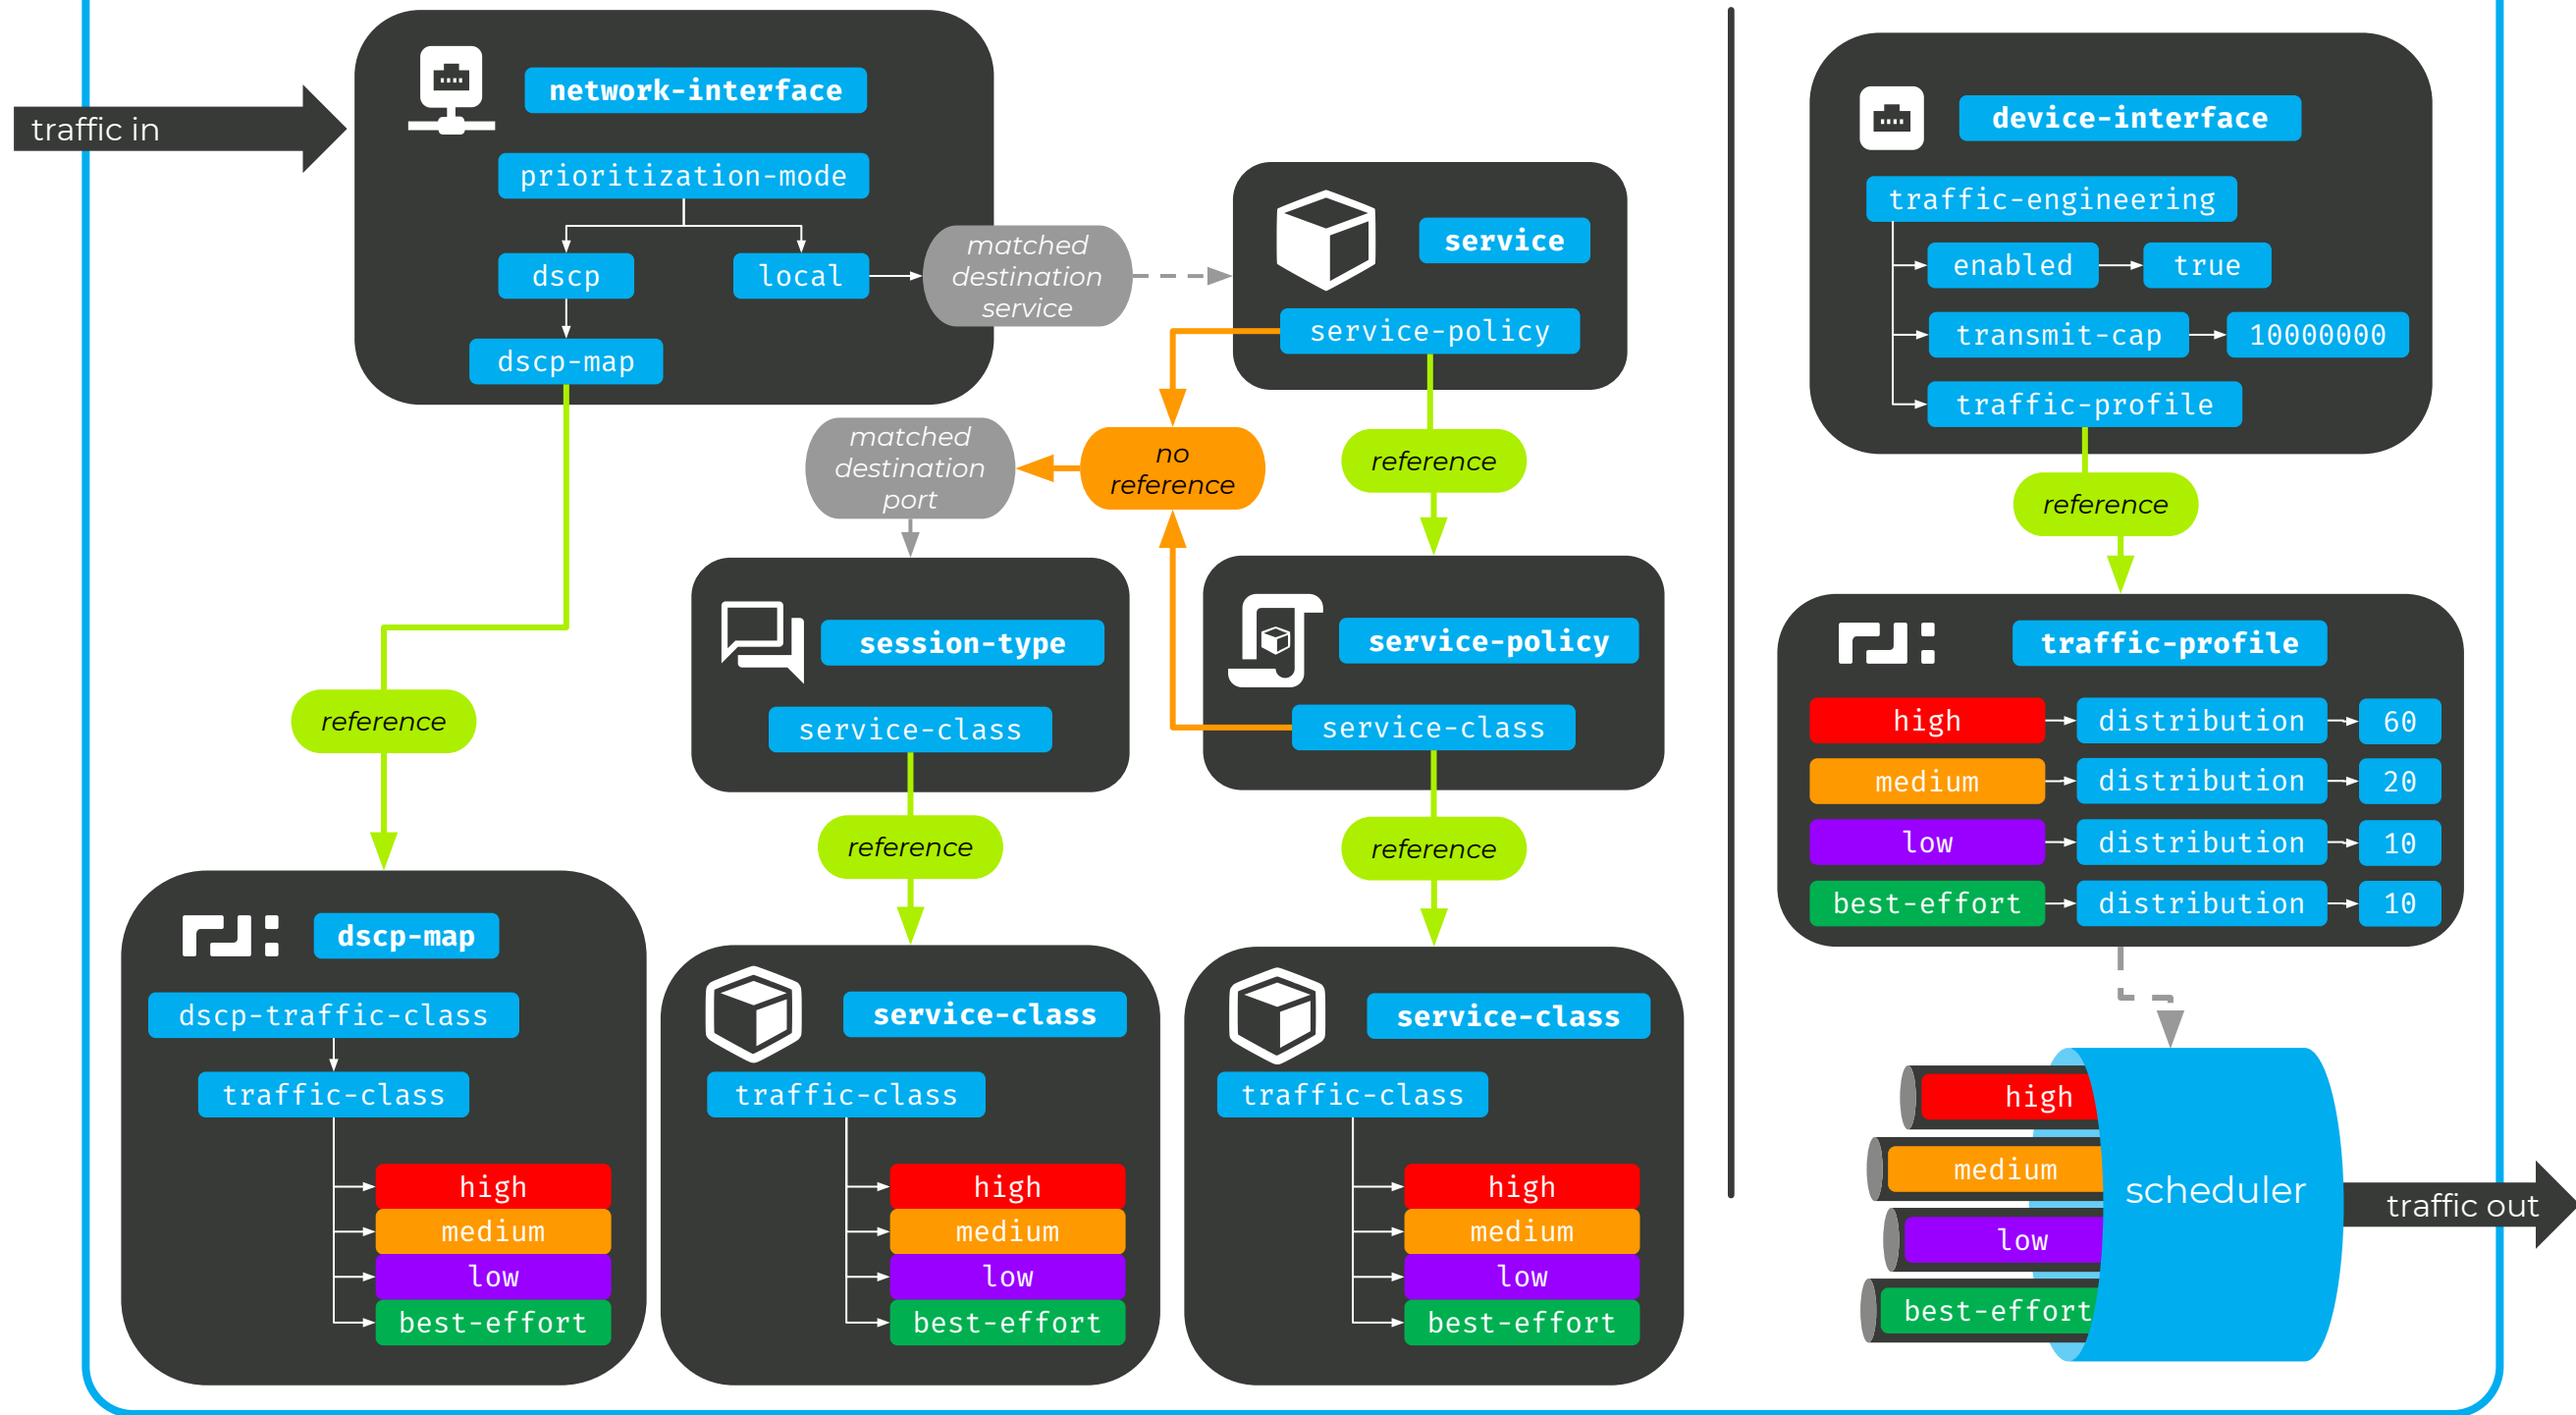 traffic in
network-interface
prioritization-mode
dscp
local
dscp-map
matched
destination
service
service
service-policy
no
reference
reference
matched
destination
port
session-type
service-class
service-policy
service-class
reference
reference
reference
dscp-map
dscp-traffic-class
traffic-class
high
medium
low
best-effort
service-class
traffic-class
high
medium
low
best-effort
service-class
traffic-class
high
medium
low
best-effort
device-interface
traffic-engineering
enabled
true
transmit-cap
10000000
traffic-profile
reference
traffic-profile
high distribution 60
medium distribution 20
low distribution 10
best-effort distribution 10
high
medium
low
best-effort
scheduler
traffic out